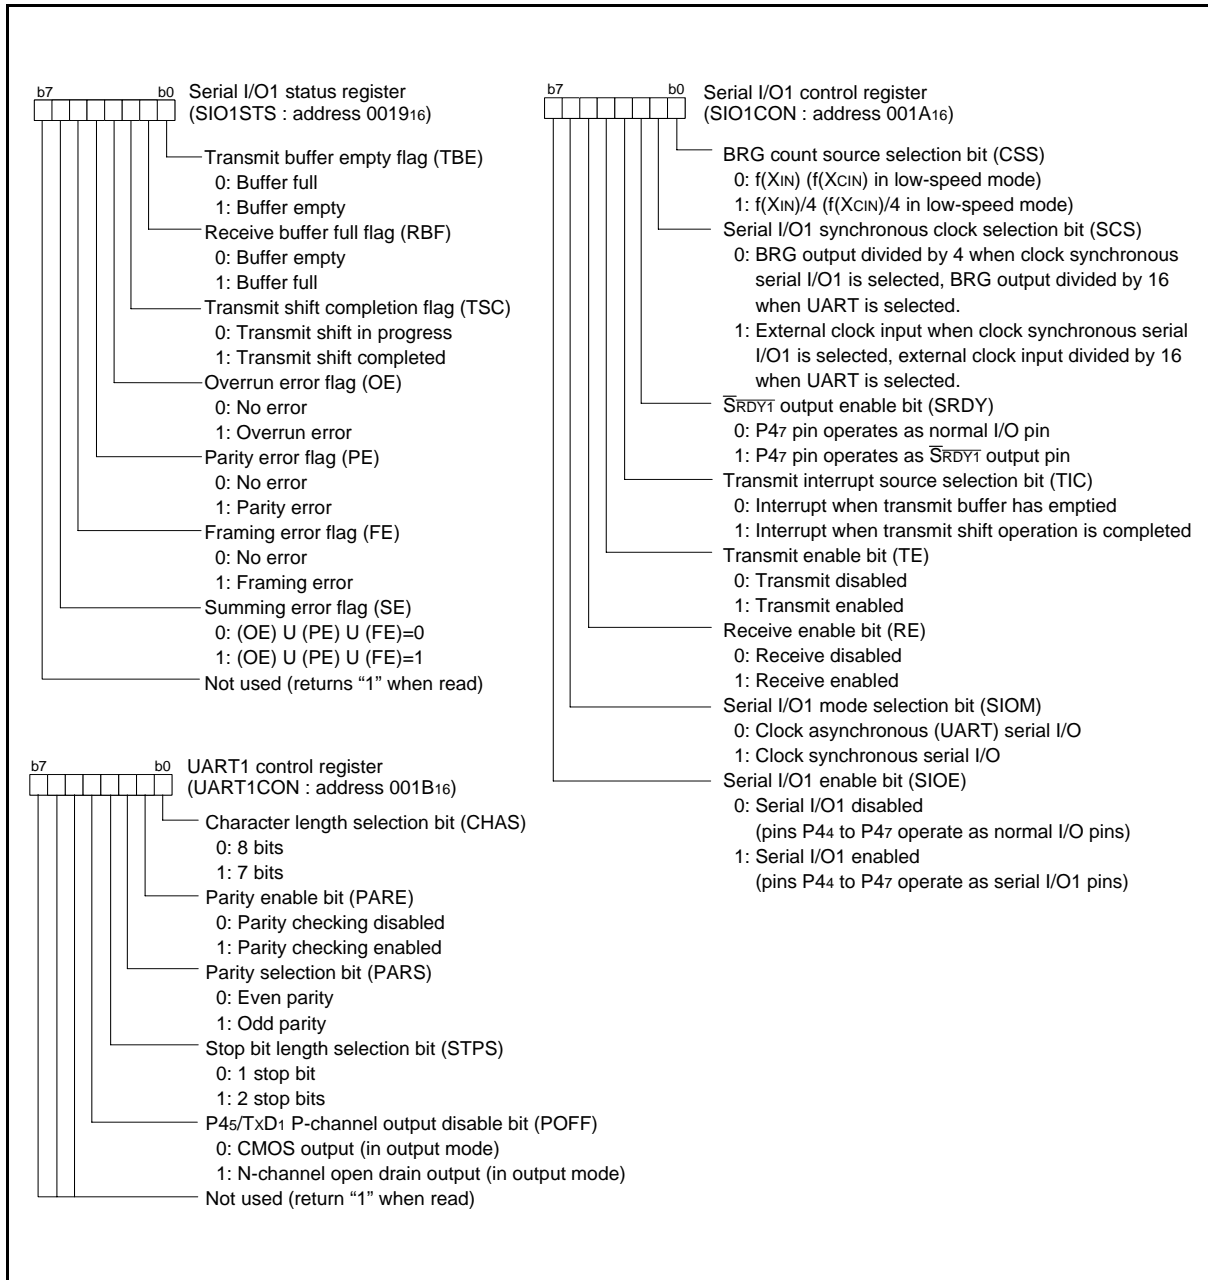 b7 b0 Serial I/O1 status register
(SIO1STS : address 001916)
Transmit buffer empty flag (TBE)
0: Buffer full
1: Buffer empty
Receive buffer full flag (RBF)
0: Buffer empty
1: Buffer full
Transmit shift completion flag (TSC)
0: Transmit shift in progress
1: Transmit shift completed
Overrun error flag (OE)
0: No error
1: Overrun error
Parity error flag (PE)
0: No error
1: Parity error
Framing error flag (FE)
0: No error
1: Framing error
Summing error flag (SE)
0: (OE) U (PE) U (FE)=0
1: (OE) U (PE) U (FE)=1
Not used (returns “1” when read)
b7 b0 UART1 control register
(UART1CON : address 001B16)
Character length selection bit (CHAS)
0: 8 bits
1: 7 bits
Parity enable bit (PARE)
0: Parity checking disabled
1: Parity checking enabled
Parity selection bit (PARS)
0: Even parity
1: Odd parity
Stop bit length selection bit (STPS)
0: 1 stop bit
1: 2 stop bits
P45/TxD1 P-channel output disable bit (POFF)
0: CMOS output (in output mode)
1: N-channel open drain output (in output mode)
Not used (return “1” when read)
b7 b0 Serial I/O1 control register
(SIO1CON : address 001A16)
BRG count source selection bit (CSS)
0: f(XIN) (f(XCIN) in low-speed mode)
1: f(XIN)/4 (f(XCIN)/4 in low-speed mode)
Serial I/O1 synchronous clock selection bit (SCS)
0: BRG output divided by 4 when clock synchronous
serial I/O1 is selected, BRG output divided by 16
when UART is selected.
1: External clock input when clock synchronous serial
I/O1 is selected, external clock input divided by 16
when UART is selected.
SRDY1 output enable bit (SRDY)
0: P47 pin operates as normal I/O pin
1: P47 pin operates as SRDY1 output pin
Transmit interrupt source selection bit (TIC)
0: Interrupt when transmit buffer has emptied
1: Interrupt when transmit shift operation is completed
Transmit enable bit (TE)
0: Transmit disabled
1: Transmit enabled
Receive enable bit (RE)
0: Receive disabled
1: Receive enabled
Serial I/O1 mode selection bit (SIOM)
0: Clock asynchronous (UART) serial I/O
1: Clock synchronous serial I/O
Serial I/O1 enable bit (SIOE)
0: Serial I/O1 disabled
(pins P44 to P47 operate as normal I/O pins)
1: Serial I/O1 enabled
(pins P44 to P47 operate as serial I/O1 pins)